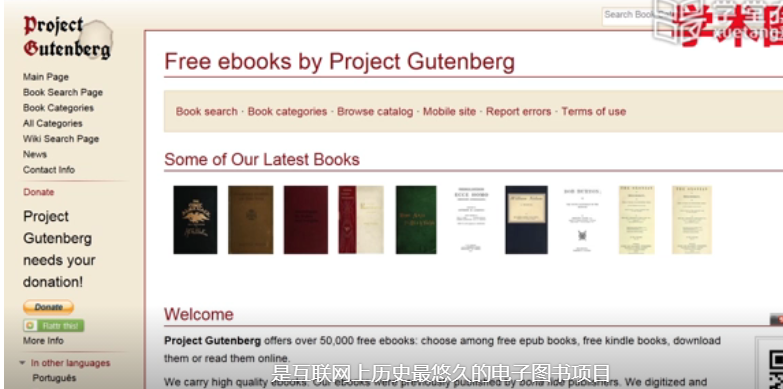 Project
Gutenberg
Search Book
学堂在
xuetang
学术
Main Page
Book Search Page
Book Categories
All Categories
Wiki Search Page
News
Contact Info
Donate
Project
Gutenberg
needs your
donation!
Donate
Flattr this!
More Info
In other languages
Português
Free ebooks by Project Gutenberg
Book search · Book categories · Browse catalog · Mobile site · Report errors · Terms of use
Some of Our Latest Books
Welcome
Project Gutenberg offers over 50,000 free ebooks: choose among free epub books, free kindle books, download
them or read them online.
We carry high quality ebooks: Our ebooks were previously published by bona fide publishers. We digitized and
是互联网上历史最悠久的电子图书项目